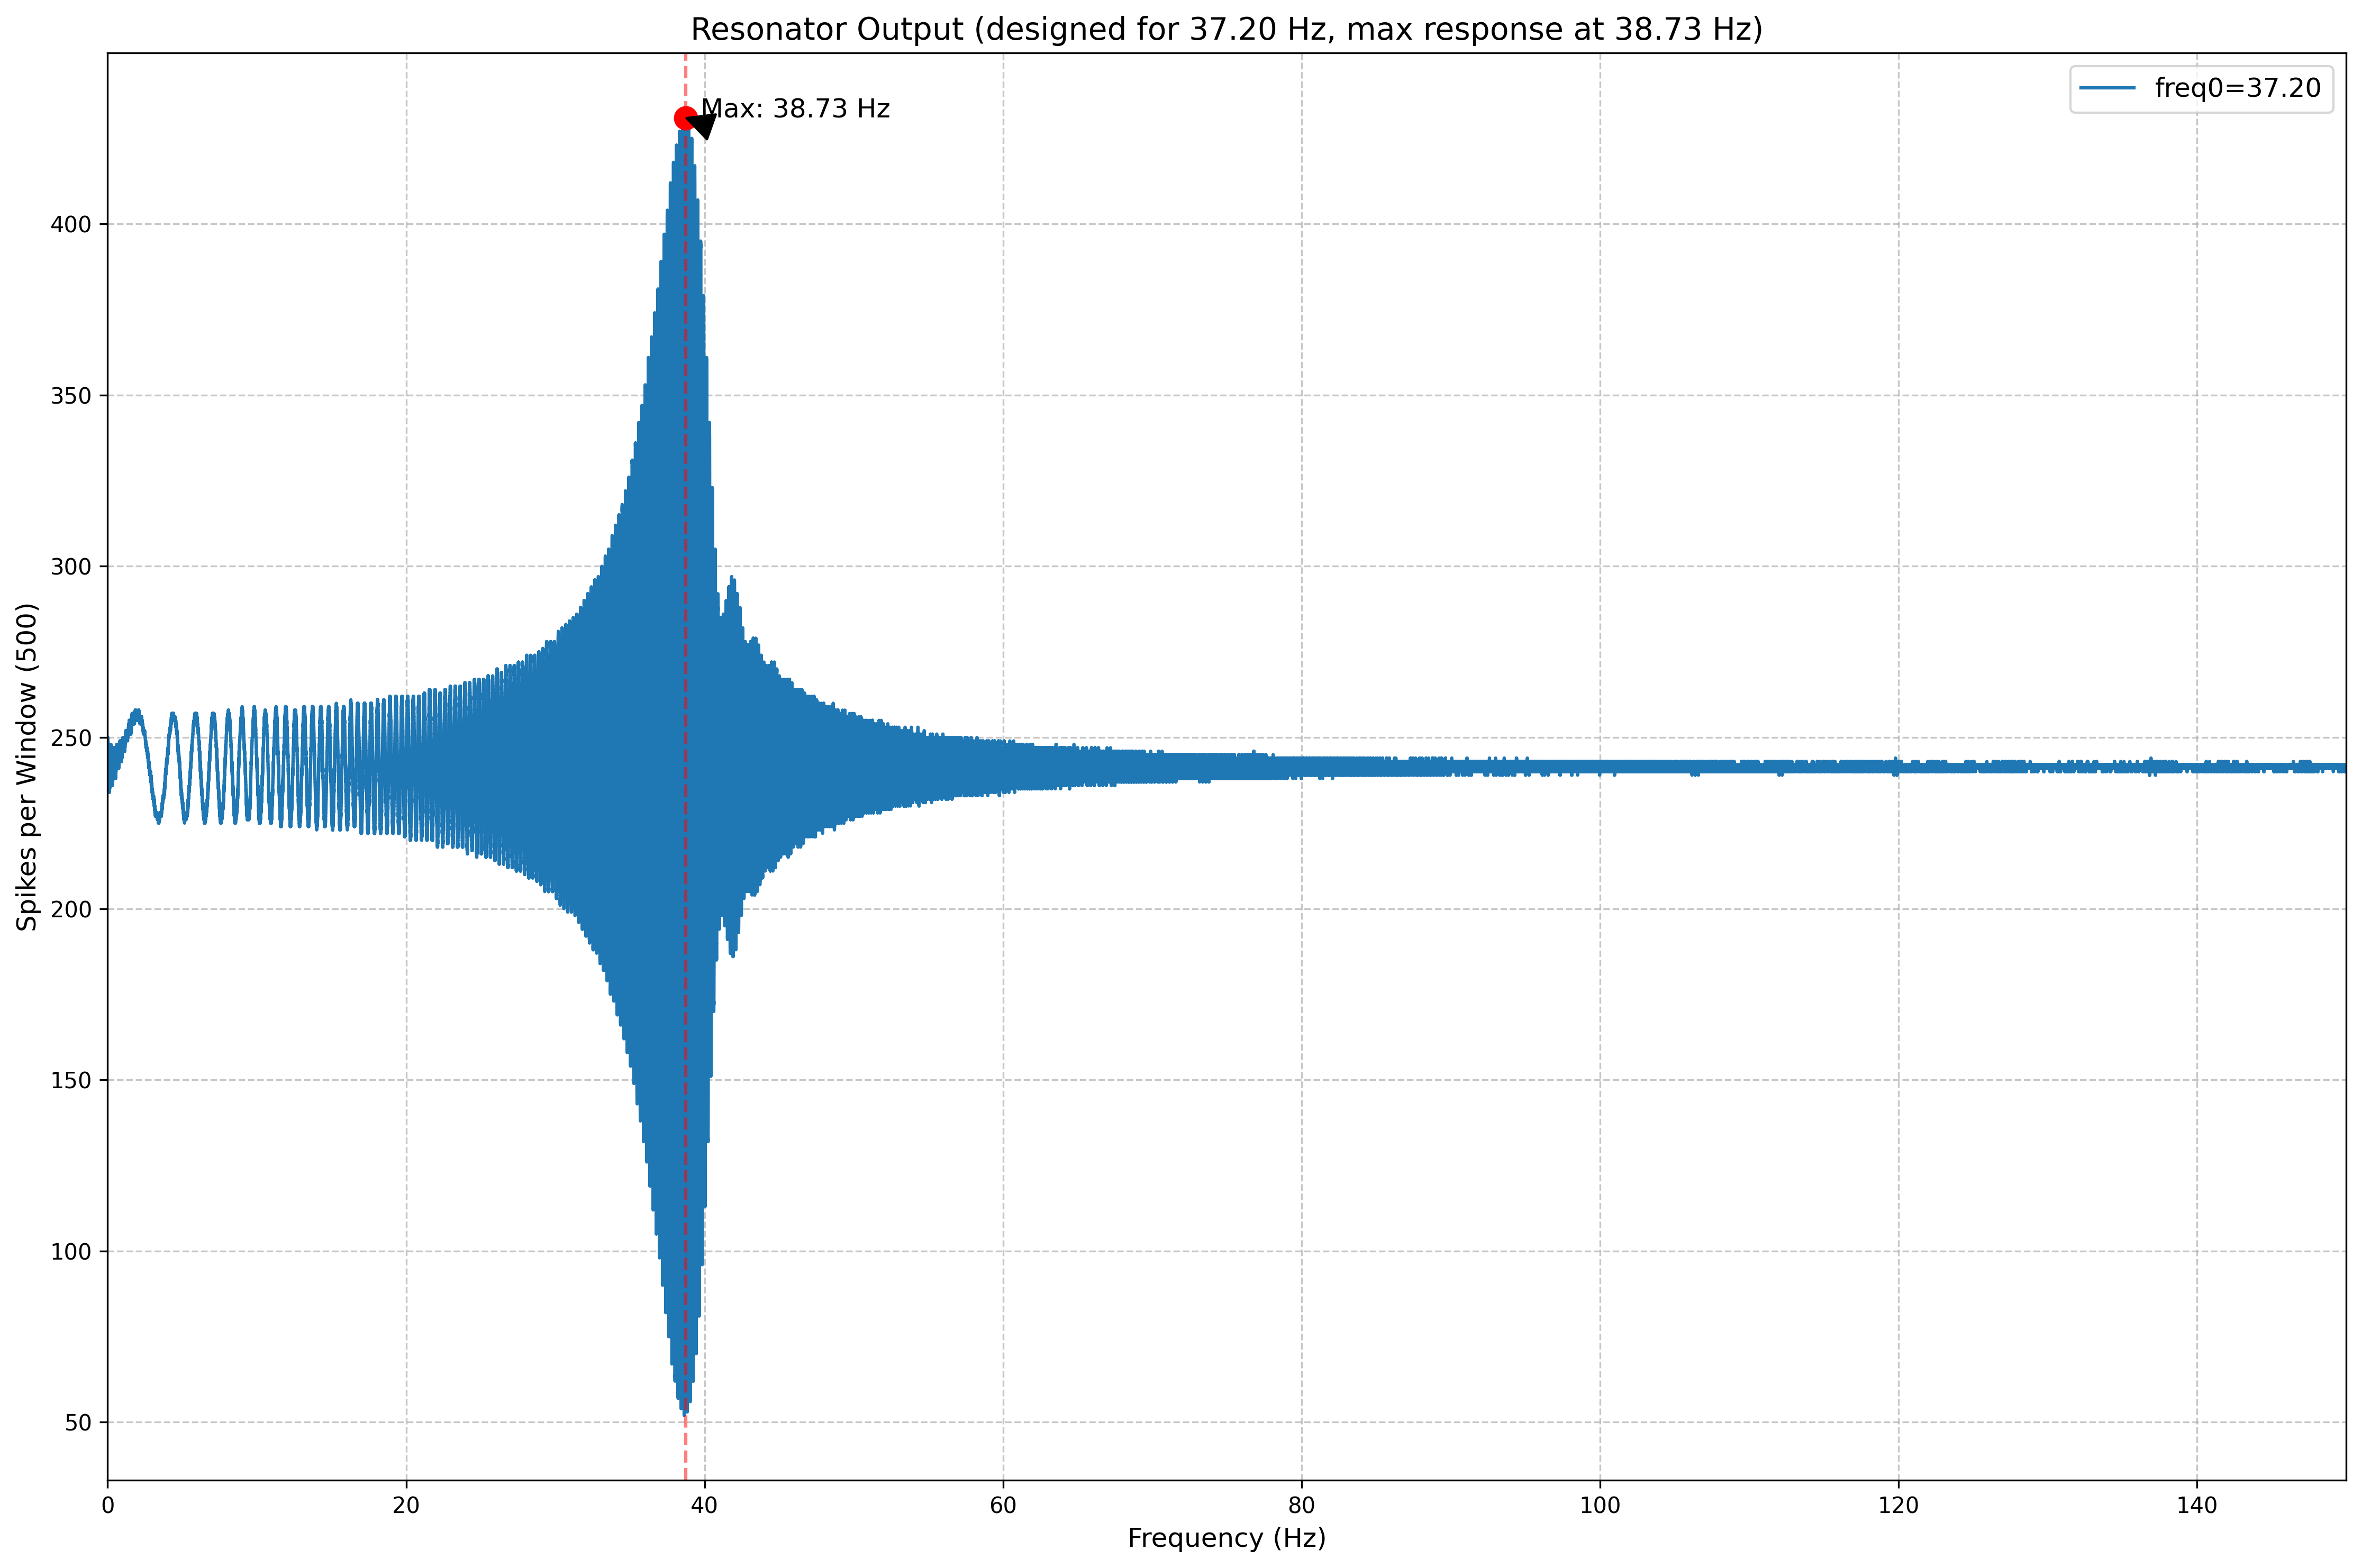 Resonator Output (designed for 37.20 Hz, max response at 38.73 Hz)
freq0=37.20
Max: 38.73 Hz
Spikes per Window (500)
400
350
300
250
200
150
100
50
0 20 40 60 80 100 120 140
Frequency (Hz)